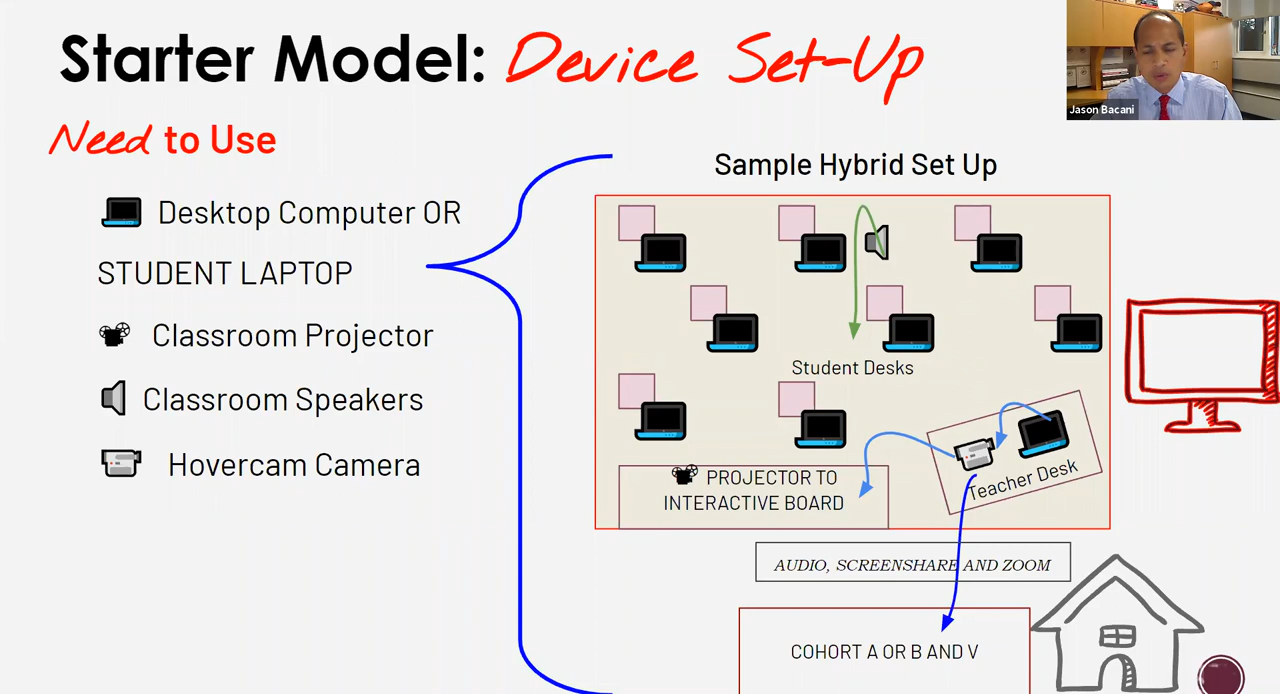 Starter Model: Device Set-Up
Jason Bacani
Need to Use
Desktop Computer OR
STUDENT LAPTOP
Classroom Projector
Classroom Speakers
Hovercam Camera
Sample Hybrid Set Up
Student Desks
Teacher Desk
PROJECTOR TO
INTERACTIVE BOARD
AUDIO, SCREENSHARE AND ZOOM
COHORT A OR B AND V